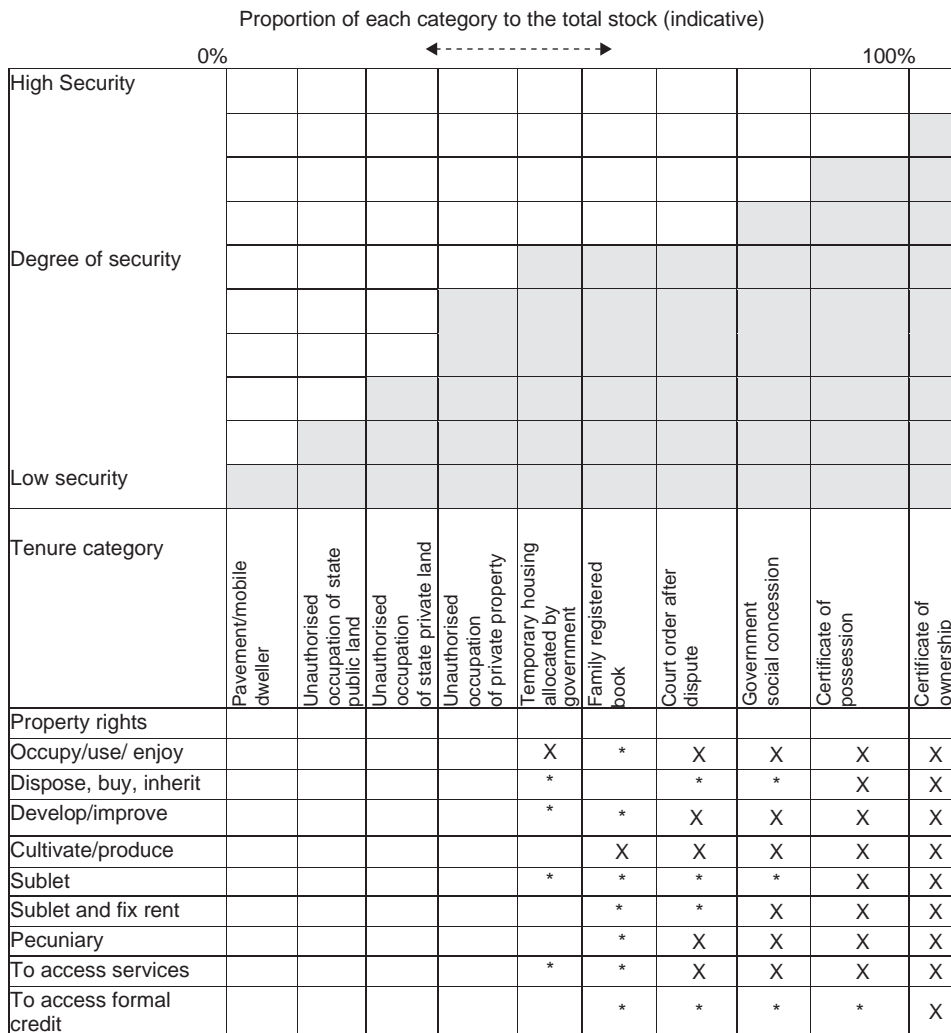 Proportion of each category to the total stock (indicative)
0% 100%
High Security
Degree of security
Low security
Tenure category
Pavement/mobile
dweller
Unauthorised
occupation of state
public land
Unauthorised
occupation
of state private land
Unauthorised
occupation
of private property
Temporary housing
allocated by
government
Family registered
book
Court order after
dispute
Government
social concession
Certificate of
possession
Certificate of
ownership
Property rights
Occupy/use/ enjoy X * X X X X
Dispose, buy, inherit * * * X X
Develop/improve * * X X X X
Cultivate/produce X X X X X
Sublet * * * * X X
Sublet and fix rent * * X X X
Pecuniary * X X X X
To access services * * X X X X
To access formal
credit * * * * X